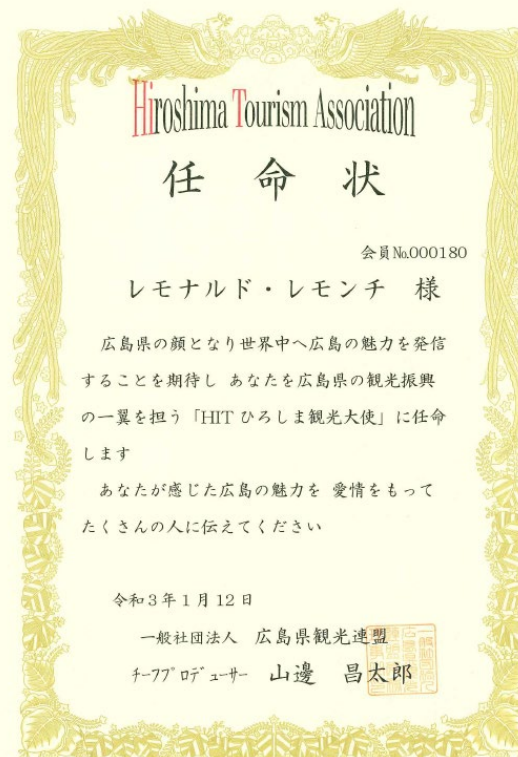 Hiroshima Tourism Association
任命状
会員No.000180
レモナルド・レモンチ 様
広島県の顔となり世界中へ広島の魅力を発信
することを期待し あなたを広島県の観光振興
の一翼を担う「HIT ひろしま観光大使」に任命
します
あなたが感じた広島の魅力を 愛情をもって
たくさんの人に伝えてください
令和3年1月12日
一般社団法人 広島県観光連盟
チーフプロデューサー 山邊 昌太郎